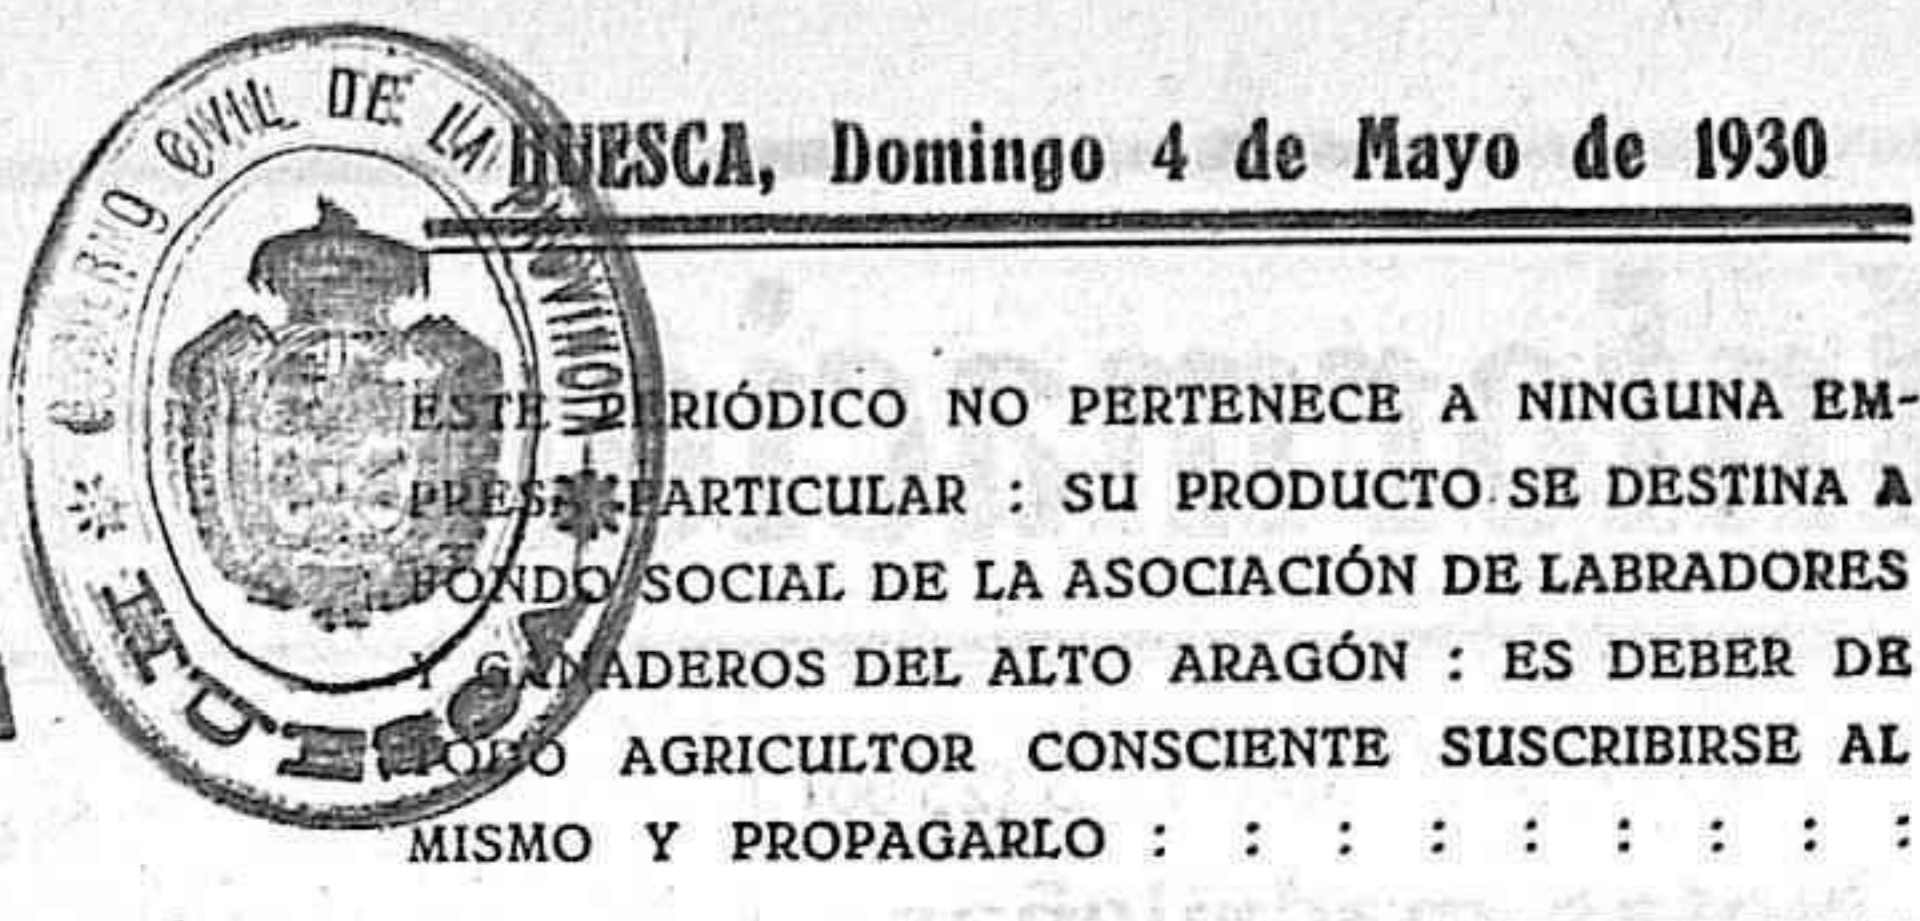 GOBIERNO CIVIL DE LA PROVINCIA
HUESCA
HUESCA, Domingo 4 de Mayo de 1930
ESTE PERIÓDICO NO PERTENECE A NINGUNA EM-
PRESA PARTICULAR : SU PRODUCTO SE DESTINA A
FONDO SOCIAL DE LA ASOCIACIÓN DE LABRADORES
Y GANADEROS DEL ALTO ARAGÓN : ES DEBER DE
TODO AGRICULTOR CONSCIENTE SUSCRIBIRSE AL
MISMO Y PROPAGARLO : : : : : : : : :